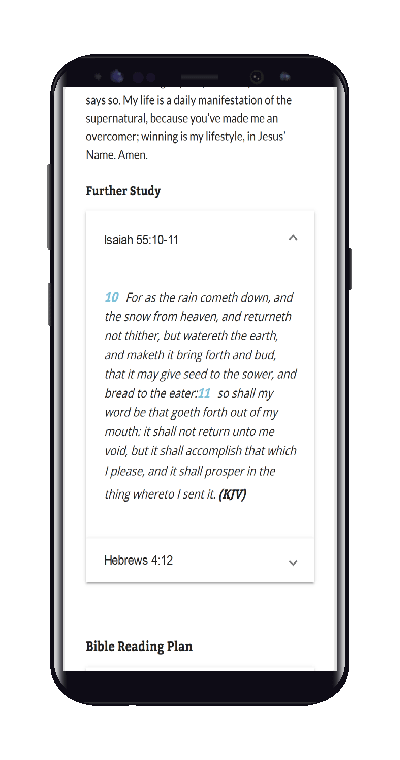 says so. My life is a daily manifestation of the
supernatural, because you've made me an
overcomer; winning is my lifestyle, in Jesus'
Name. Amen.
Further Study
Isaiah 55:10-11
10 For as the rain cometh down, and
the snow from heaven, and returneth
not thither, but watereth the earth,
and maketh it bring forth and bud,
that it may give seed to the sower, and
bread to the eater:11 so shall my
word be that goeth forth out of my
mouth: it shall not return unto me
void, but it shall accomplish that which
I please, and it shall prosper in the
thing whereto I sent it. (KJV)
Hebrews 4:12
Bible Reading Plan